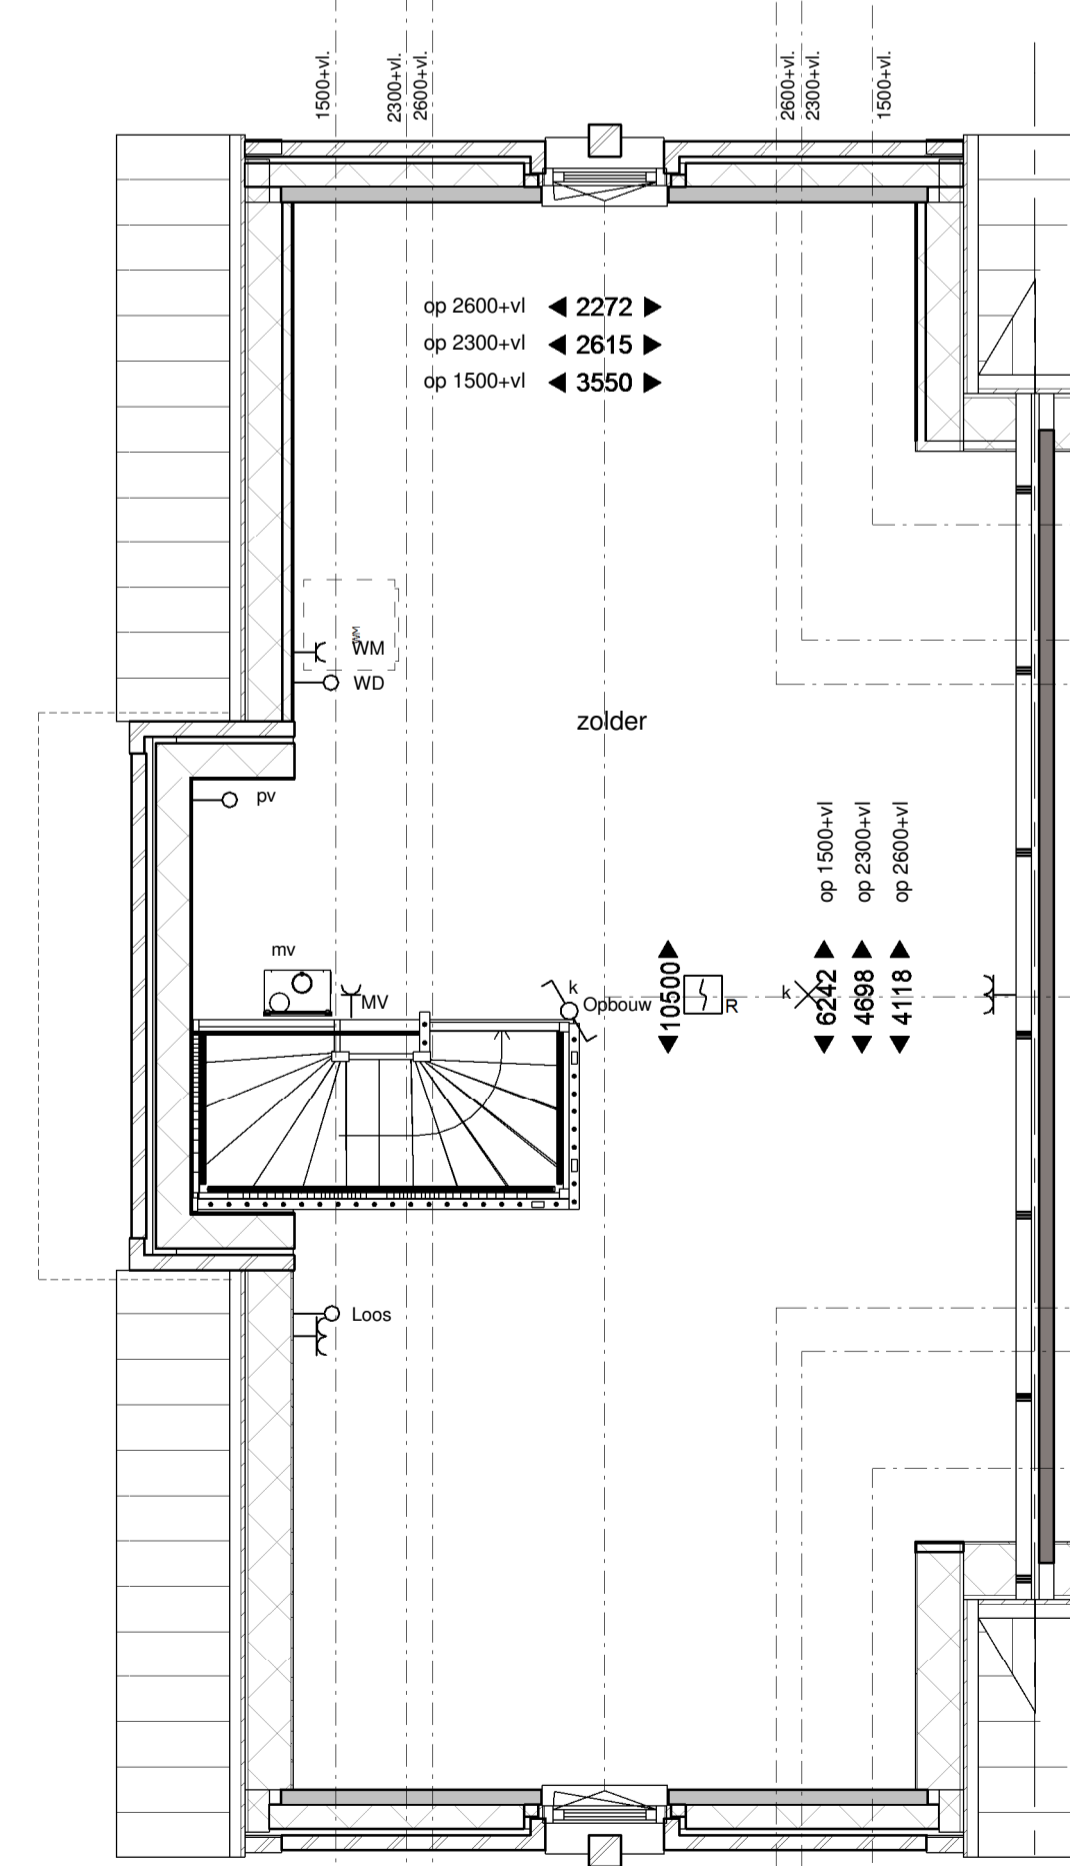 1500+vl.
2300+vl.
2600+vl.
2600+vl.
2300+vl.
1500+vl.
op 2600+vl 2272
op 2300+vl 2615
op 1500+vl 3550
WM
WM
WD
zolder
pv
op 1500+vl
op 2300+vl
op 2600+vl
mv
MV
k
Opbouw
10500
R
k
6242
4698
4118
Loos